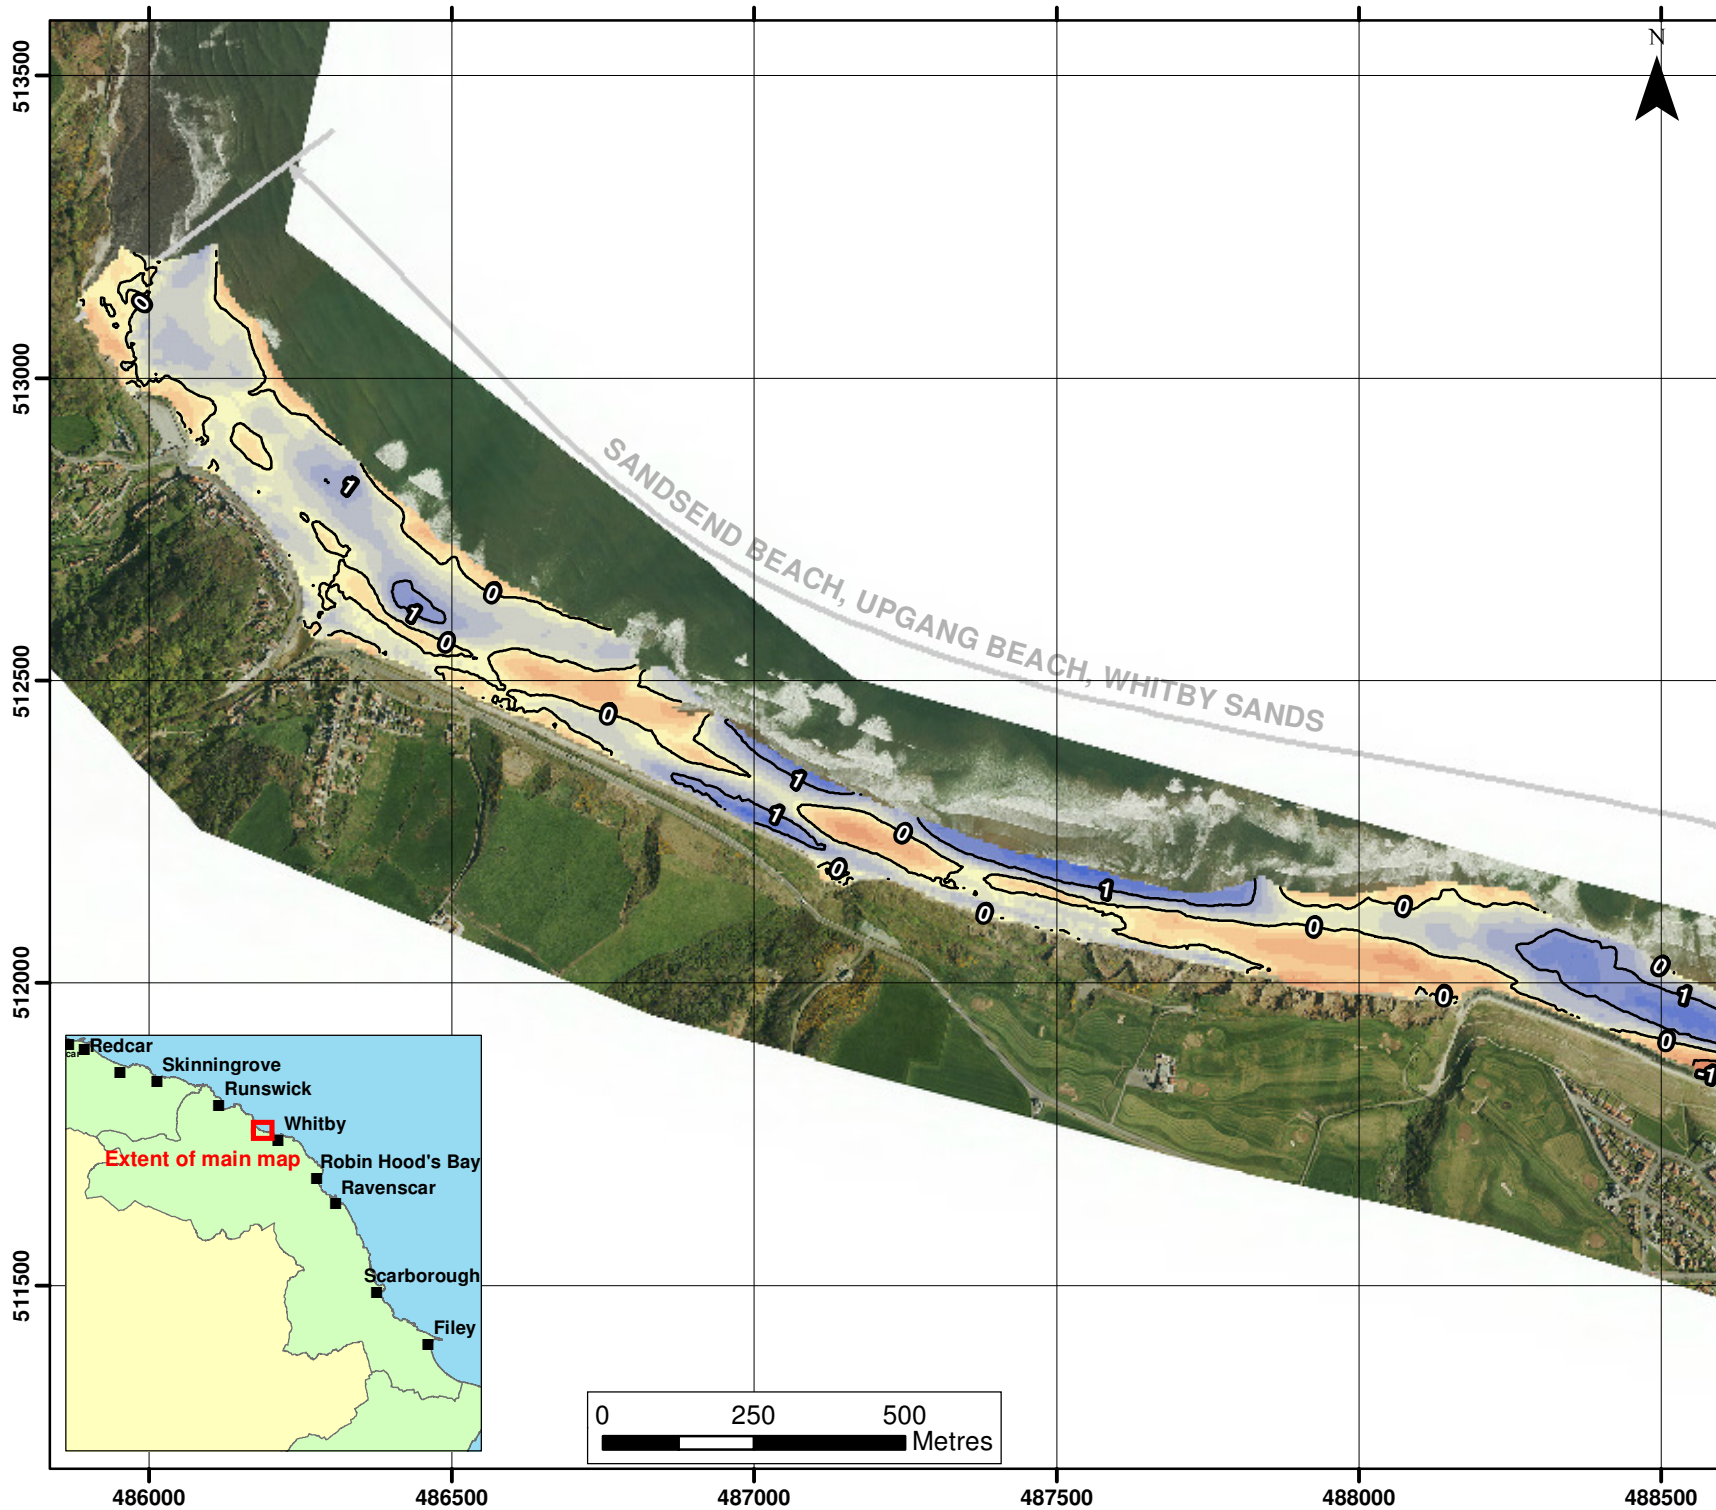 N
513500
513000
512500
512000
511500
SANDSEND BEACH, UPGANG BEACH, WHITBY SANDS
0
1
0
1
0
0
1
1
0
0
0
1
0
0
0
0
1
0
-1
car
Redcar
Skinningrove
Runswick
Whitby
Extent of main map
Robin Hood's Bay
Ravenscar
Scarborough
Filey
0 250 500
Metres
486000 486500 487000 487500 488000 488500